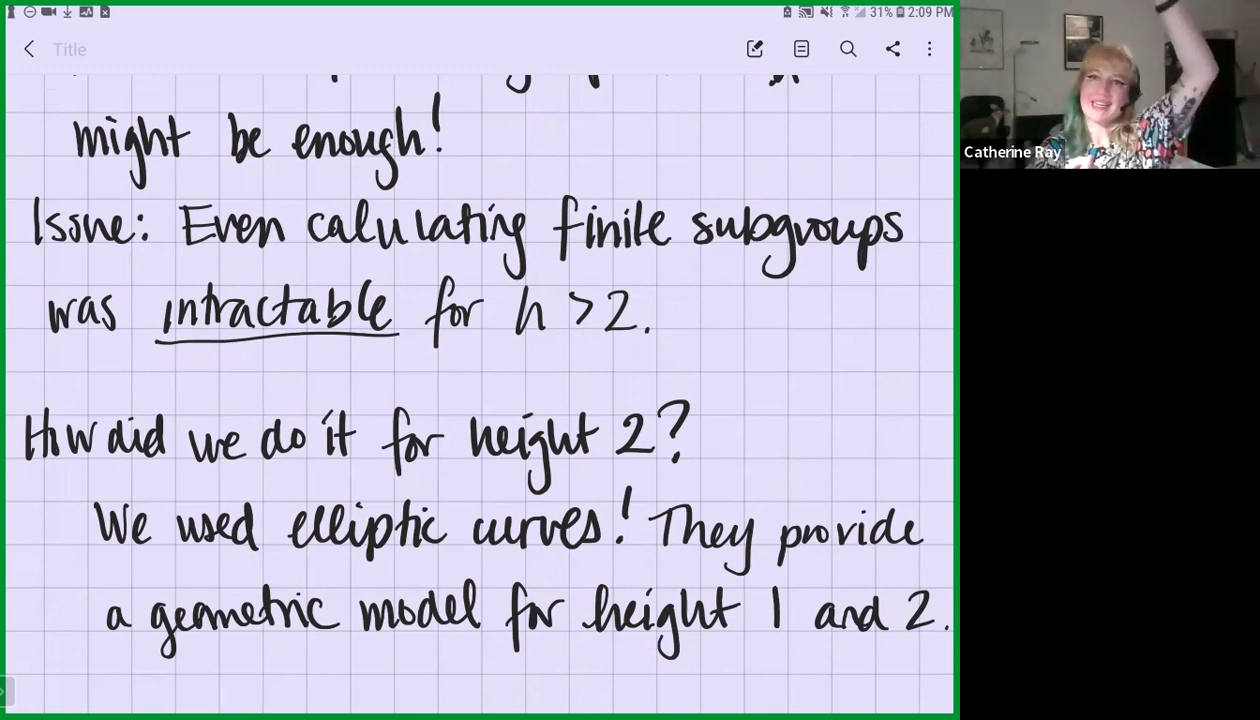 31% 2:09 PM
Title
might be enough!
Issue: Even calculating finite subgroups
was intractable for h > 2.
How did we do it for height 2?
We used elliptic curves! They provide
a geometric model for height 1 and 2.
Catherine Ray